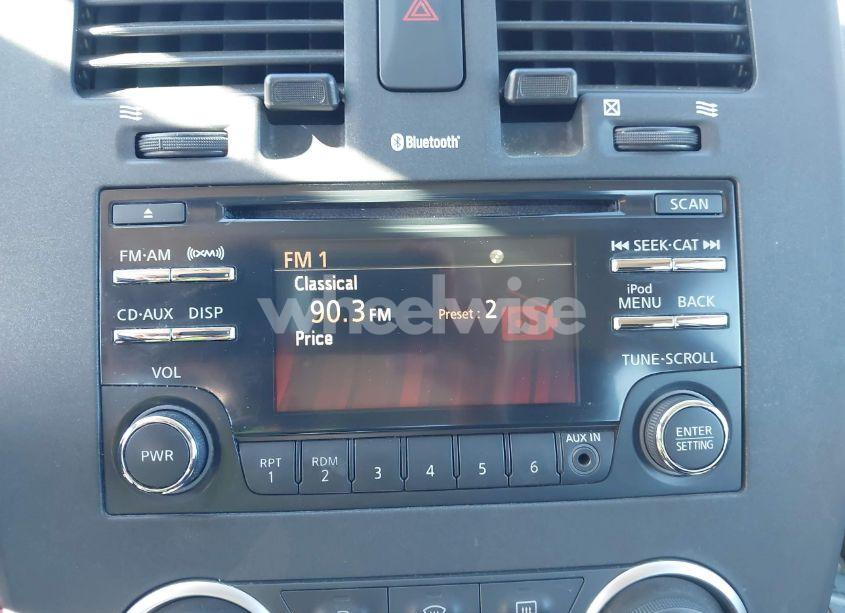 Bluetooth
SCAN
FM·AM
((XM))
SEEK·CAT
FM 1
Classical
90.3 FM
Preset : 2
Price
wheelwise
iPod
MENU
BACK
CD·AUX
DISP
VOL
TUNE·SCROLL
PWR
ENTER
SETTING
RPT
1
RDM
2
3
4
5
6
AUX IN